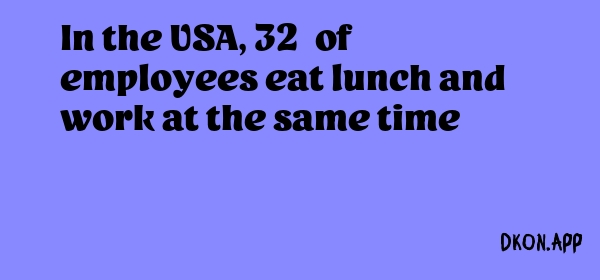 In the USA, 32 of
employees eat lunch and
work at the same time
DKON.APP